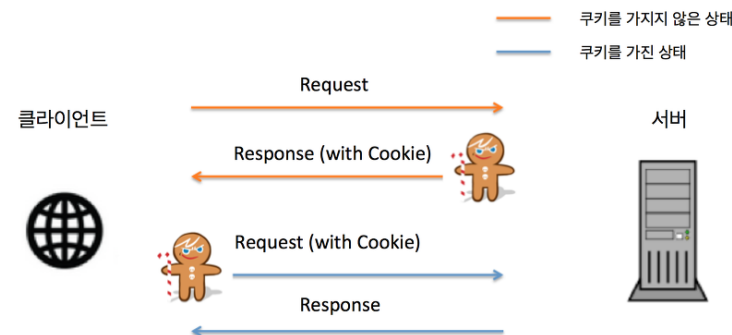 쿠키를 가지지 않은 상태
쿠키를 가진 상태
Request
클라이언트
서버
Response (with Cookie)
Request (with Cookie)
Response